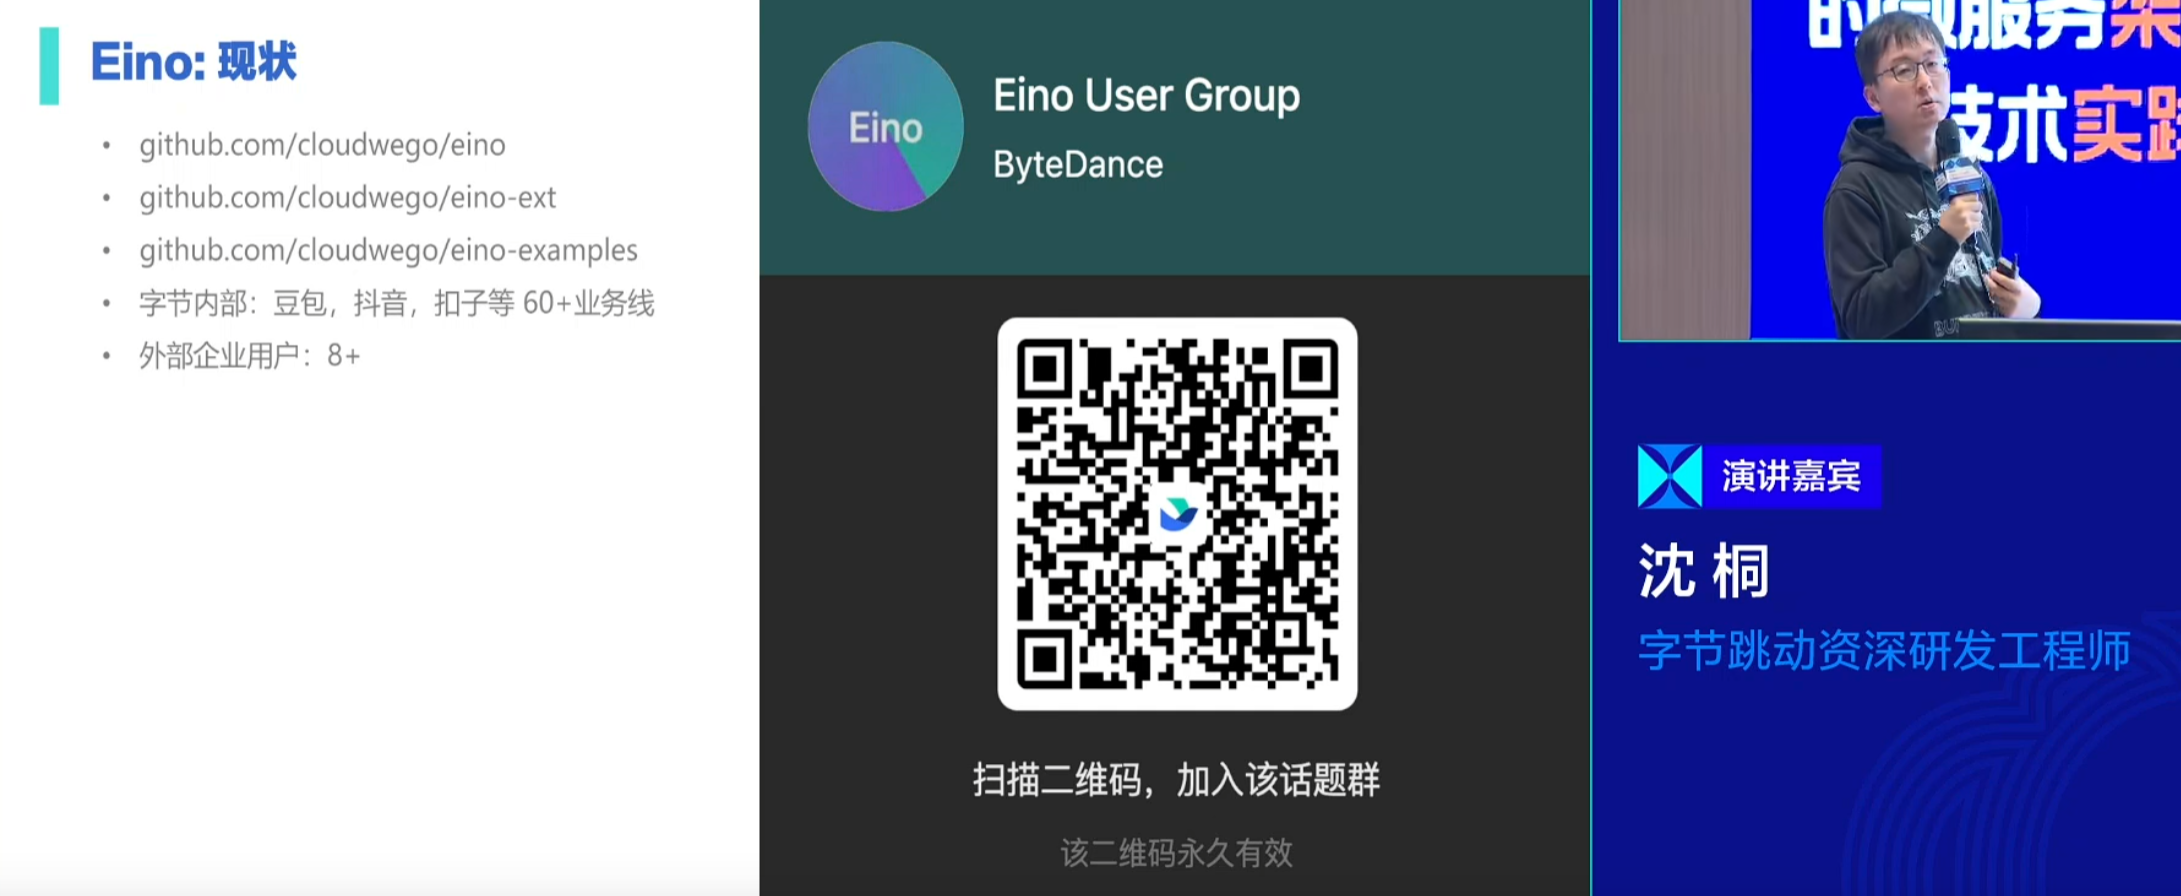 Eino: 现状
• github.com/cloudwego/eino
• github.com/cloudwego/eino-ext
• github.com/cloudwego/eino-examples
• 字节内部：豆包，抖音，扣子等 60+业务线
• 外部企业用户：8+
Eino
Eino User Group
ByteDance
扫描二维码，加入该话题群
该二维码永久有效
服务架
技术实践
演讲嘉宾
沈 桐
字节跳动资深研发工程师